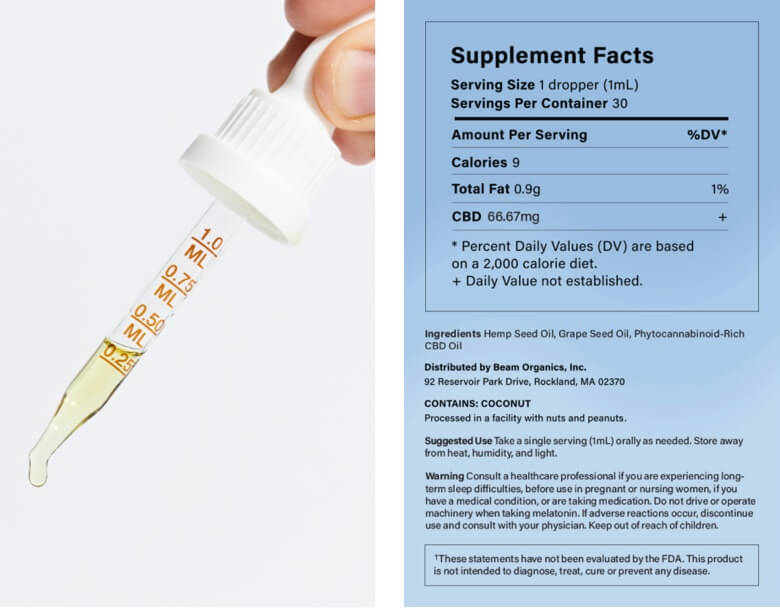 1.0
ML
0.75
ML
0.50
ML
0.25
Supplement Facts
Serving Size 1 dropper (1mL)
Servings Per Container 30
Amount Per Serving %DV*
Calories 9
Total Fat 0.9g 1%
CBD 66.67mg +
* Percent Daily Values (DV) are based
on a 2,000 calorie diet.
+ Daily Value not established.
Ingredients Hemp Seed Oil, Grape Seed Oil, Phytocannabinoid-Rich
CBD Oil
Distributed by Beam Organics, Inc.
92 Reservoir Park Drive, Rockland, MA 02370
CONTAINS: COCONUT
Processed in a facility with nuts and peanuts.
Suggested Use Take a single serving (1mL) orally as needed. Store away
from heat, humidity, and light.
Warning Consult a healthcare professional if you are experiencing long-
term sleep difficulties, before use in pregnant or nursing women, if you
have a medical condition, or are taking medication. Do not drive or operate
machinery when taking melatonin. If adverse reactions occur, discontinue
use and consult with your physician. Keep out of reach of children.
†These statements have not been evaluated by the FDA. This product
is not intended to diagnose, treat, cure or prevent any disease.